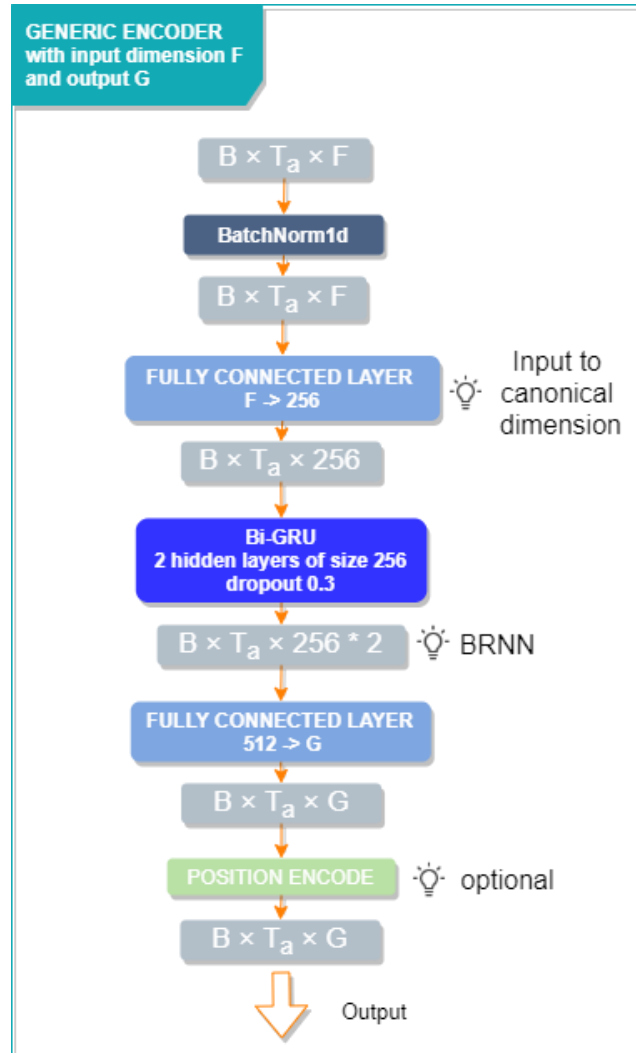 GENERIC ENCODER
with input dimension F
and output G
B × Tₐ × F
BatchNorm1d
B × Tₐ × F
FULLY CONNECTED LAYER
F -> 256
Input to
canonical
dimension
B × Tₐ × 256
Bi-GRU
2 hidden layers of size 256
dropout 0.3
B × Tₐ × 256 * 2
BRNN
FULLY CONNECTED LAYER
512 -> G
B × Tₐ × G
POSITION ENCODE
optional
B × Tₐ × G
Output